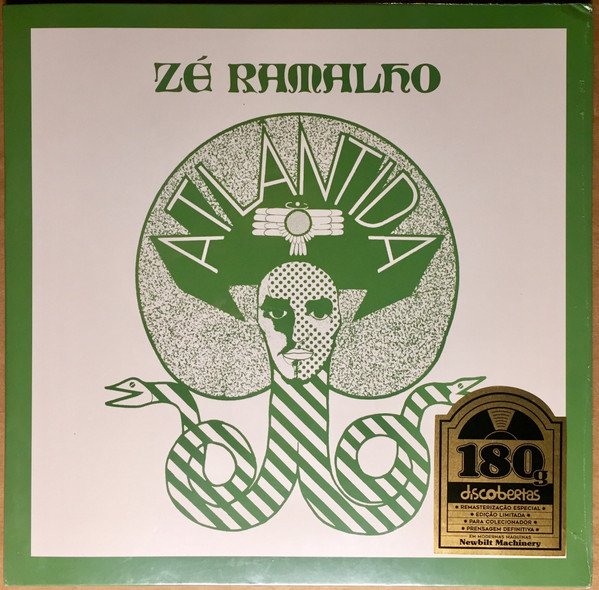 ZÉ RAMALHO
ATLANTIDA
180g
discobertas
★ REMASTERIZAÇÃO ESPECIAL ★
★ EDIÇÃO LIMITADA ★
★ PARA COLECIONADOR ★
★ PRENSAGEM DEFINITIVA ★
EM MODERNAS MÁQUINAS
Newbilt Machinery